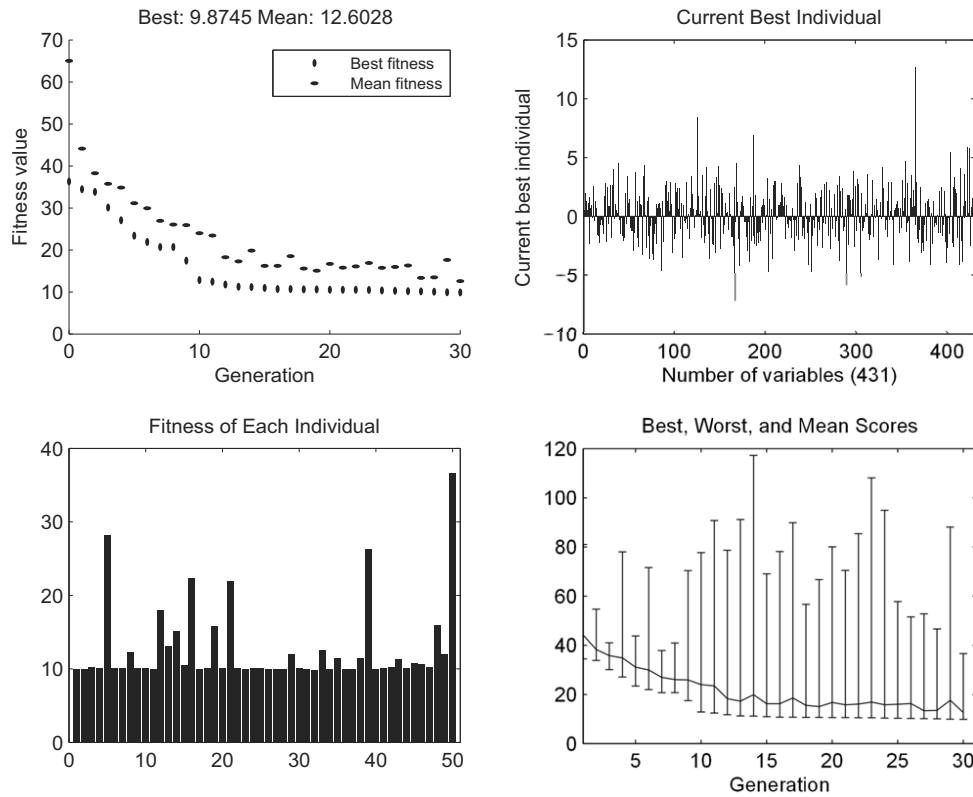 Best: 9.8745 Mean: 12.6028
70
60
50
40
30
20
10
0
Fitness value
Best fitness
Mean fitness
0 10 20 30
Generation
Current Best Individual
15
10
5
0
−5
−10
Current best individual
0 100 200 300 400
Number of variables (431)
Fitness of Each Individual
40
30
20
10
0
0 10 20 30 40 50
Best, Worst, and Mean Scores
120
100
80
60
40
20
0
5 10 15 20 25 30
Generation